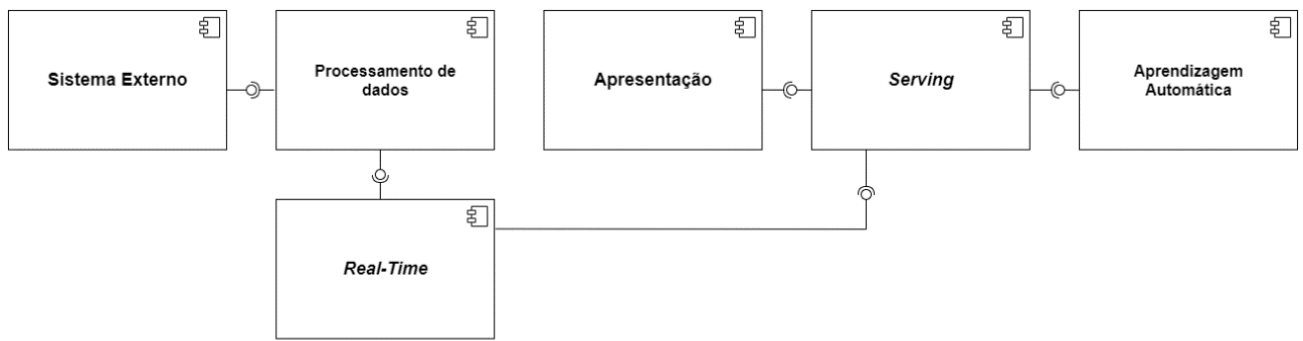 Sistema Externo
Processamento de
dados
Apresentação
Serving
Aprendizagem
Automática
Real-Time